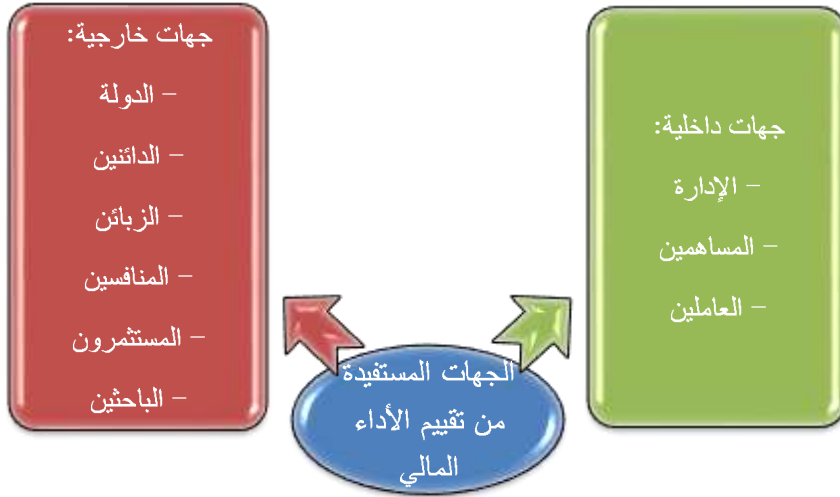 جهات داخلية:
– الإدارة
– المساهمين
– العاملين
جهات خارجية:
– الدولة
– الدائنين
– الزبائن
– المنافسين
– المستثمرون
– الباحثين
الجهات المستفيدة
من تقييم الأداء
المالي